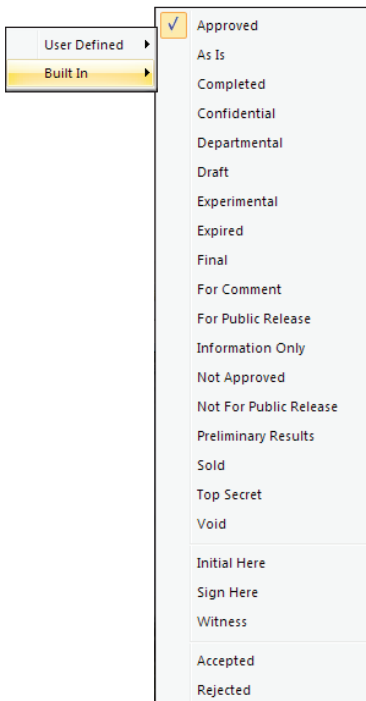 User Defined
Built In
Approved
As Is
Completed
Confidential
Departmental
Draft
Experimental
Expired
Final
For Comment
For Public Release
Information Only
Not Approved
Not For Public Release
Preliminary Results
Sold
Top Secret
Void
Initial Here
Sign Here
Witness
Accepted
Rejected